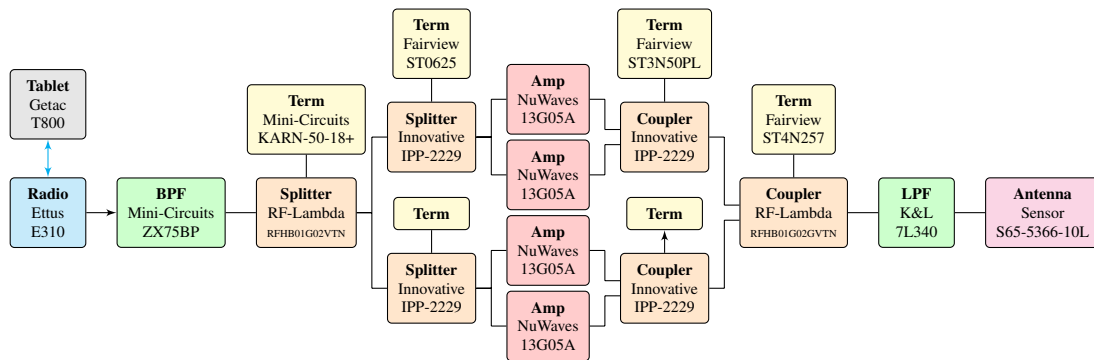 Tablet
Getac
T800
Radio
Ettus
E310
BPF
Mini-Circuits
ZX75BP
Term
Mini-Circuits
KARN-50-18+
Splitter
RF-Lambda
RFHB01G02VTN
Term
Fairview
ST0625
Splitter
Innovative
IPP-2229
Term
Splitter
Innovative
IPP-2229
Amp
NuWaves
13G05A
Amp
NuWaves
13G05A
Amp
NuWaves
13G05A
Amp
NuWaves
13G05A
Term
Fairview
ST3N50PL
Coupler
Innovative
IPP-2229
Term
Coupler
Innovative
IPP-2229
Term
Fairview
ST4N257
Coupler
RF-Lambda
RFHB01G02GVTN
LPF
K&L
7L340
Antenna
Sensor
S65-5366-10L